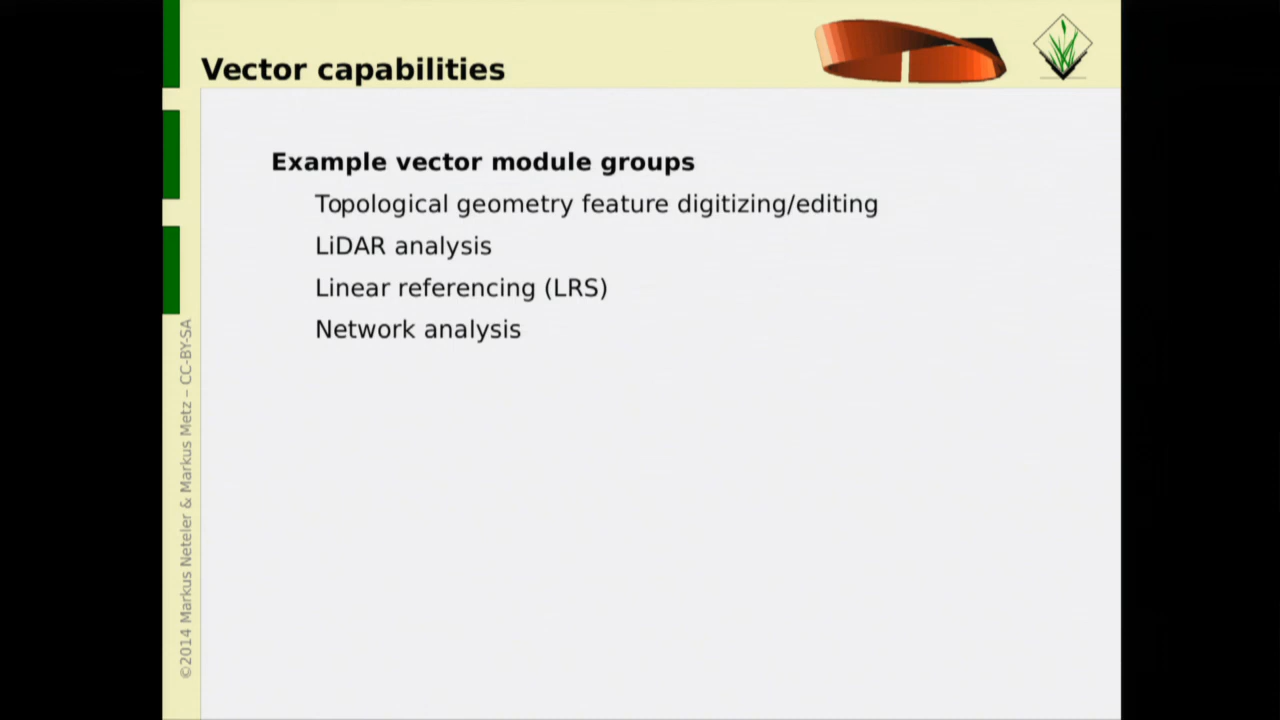 Vector capabilities
Example vector module groups
Topological geometry feature digitizing/editing
LiDAR analysis
Linear referencing (LRS)
Network analysis
©2014 Markus Neteler & Markus Metz – CC-BY-SA